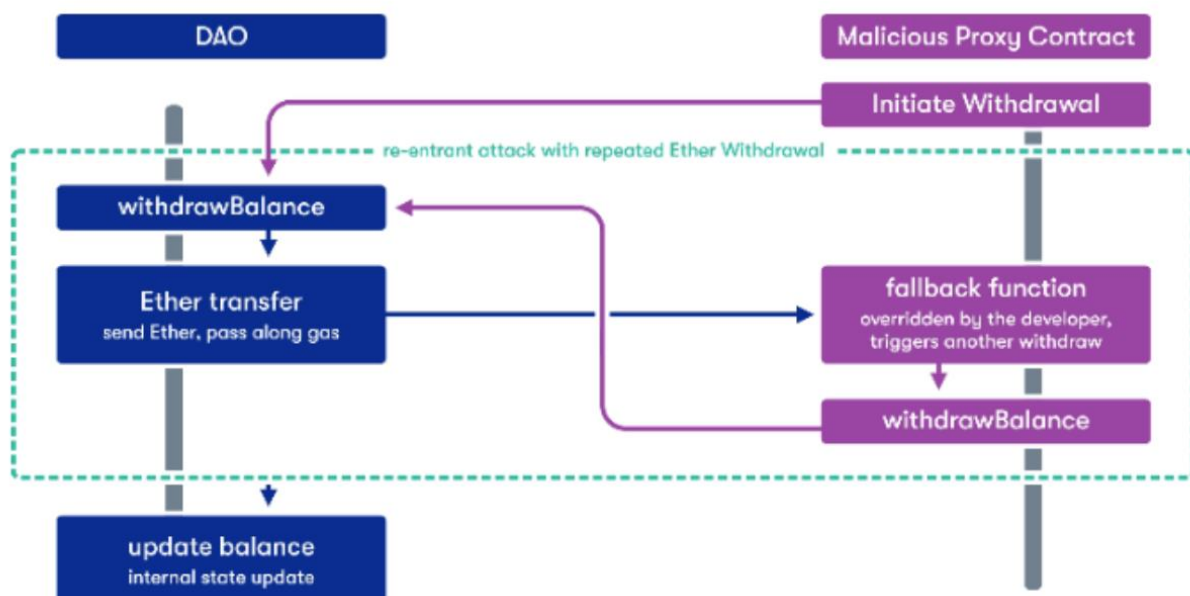 DAO
Malicious Proxy Contract
Initiate Withdrawal
re-entrant attack with repeated Ether Withdrawal
withdrawBalance
Ether transfer
send Ether, pass along gas
fallback function
overridden by the developer,
triggers another withdraw
withdrawBalance
update balance
internal state update